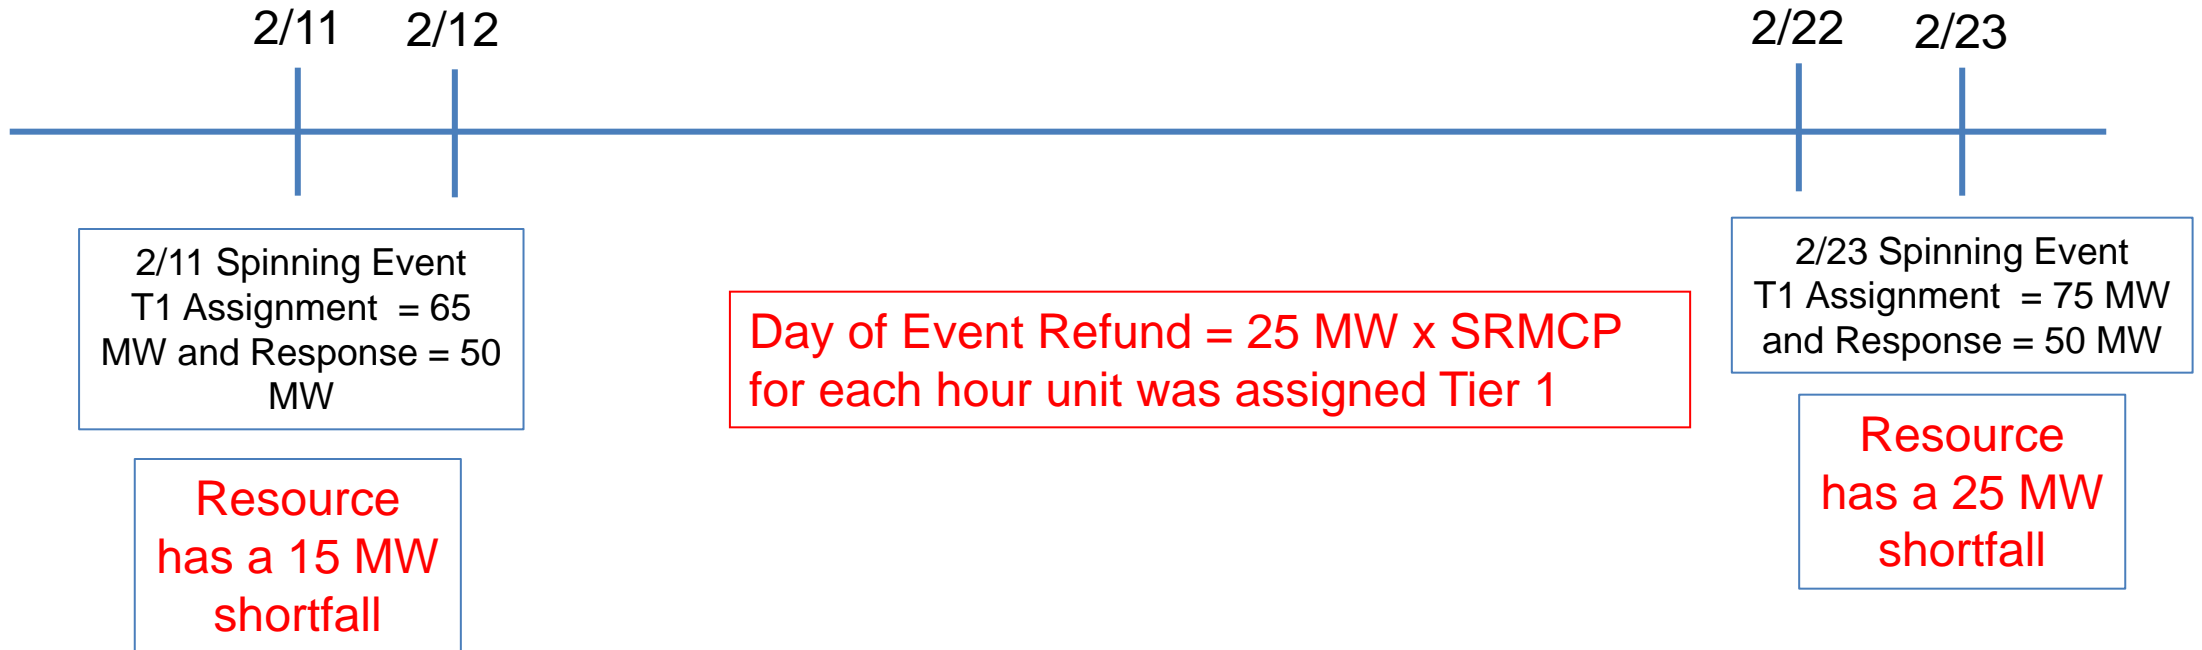 2/11
2/12
2/22
2/23
2/11 Spinning Event
T1 Assignment = 65
MW and Response = 50
MW
Resource
has a 15 MW
shortfall
Day of Event Refund = 25 MW x SRMCP
for each hour unit was assigned Tier 1
2/23 Spinning Event
T1 Assignment = 75 MW
and Response = 50 MW
Resource
has a 25 MW
shortfall